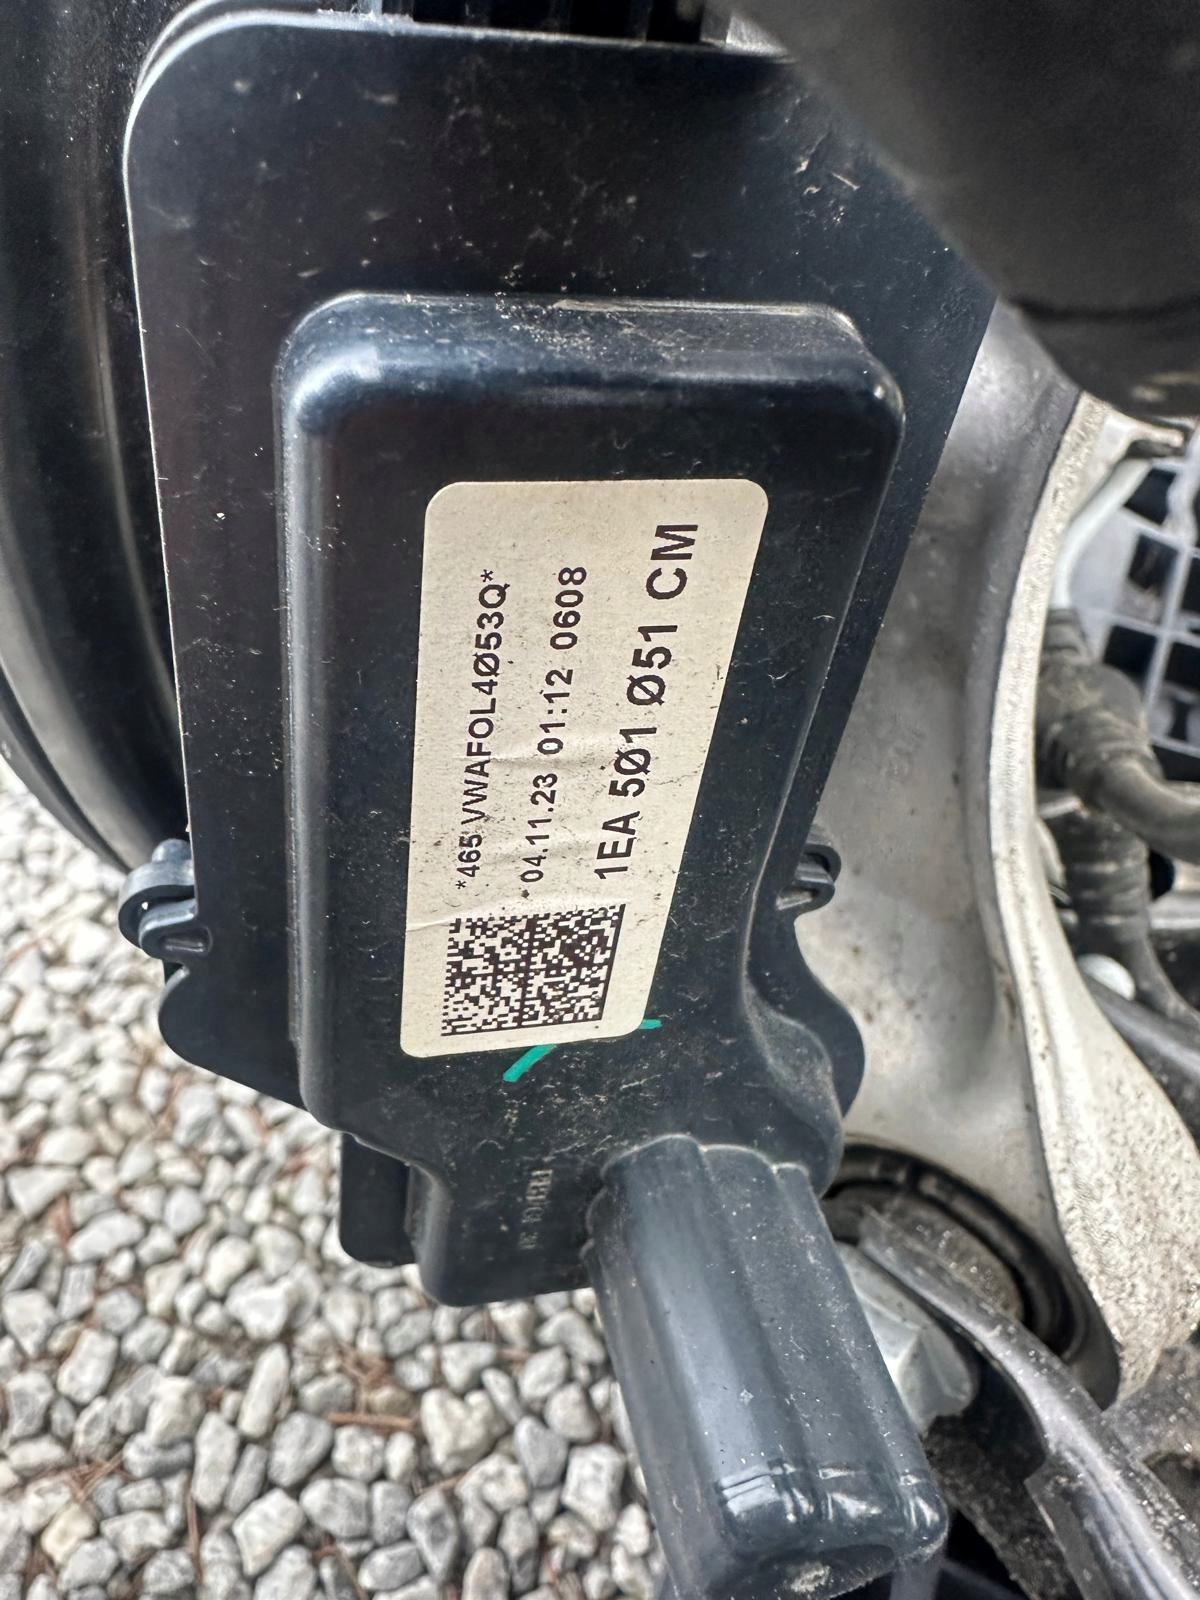 *465 VWAFOL4Ø53Q*
*04.11.23 01:12 0608
1EA 5Ø1 Ø51 CM